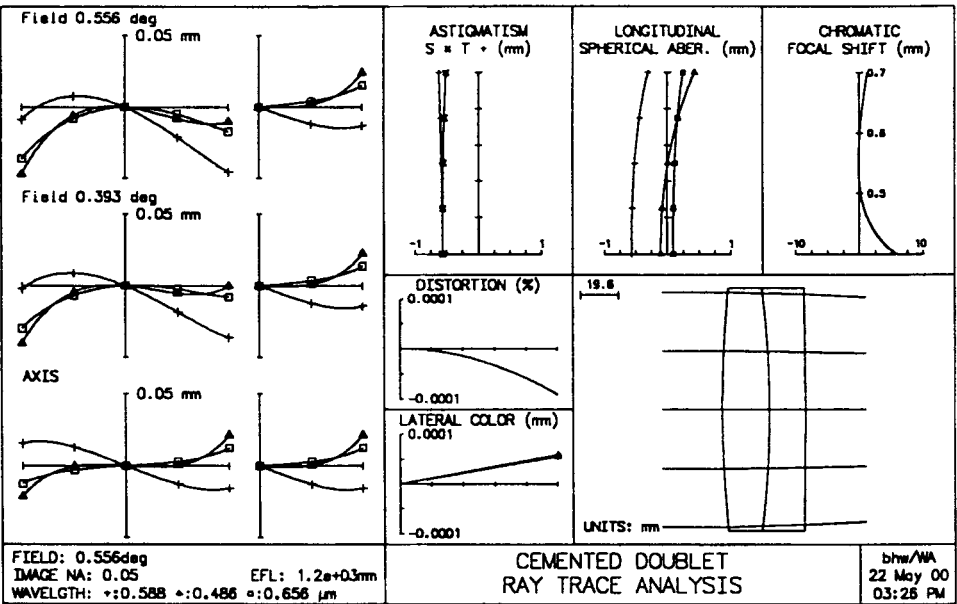 Field 0.556 deg
0.05 mm
Field 0.393 deg
0.05 mm
AXIS
0.05 mm
ASTIGMATISM
S × T + (mm)
-1
1
LONGITUDINAL
SPHERICAL ABER. (mm)
-1
1
CHROMATIC
FOCAL SHIFT (mm)
0.7
0.6
0.5
-10
10
DISTORTION (%)
0.0001
-0.0001
LATERAL COLOR (mm)
0.0001
-0.0001
19.6
UNITS: mm
FIELD: 0.556deg
IMAGE NA: 0.05 EFL: 1.2e+03mm
WAVELGTH: +:0.588 ▵:0.486 ▫:0.656 µm
CEMENTED DOUBLET
RAY TRACE ANALYSIS
bhw/WA
22 May 00
03:26 PM